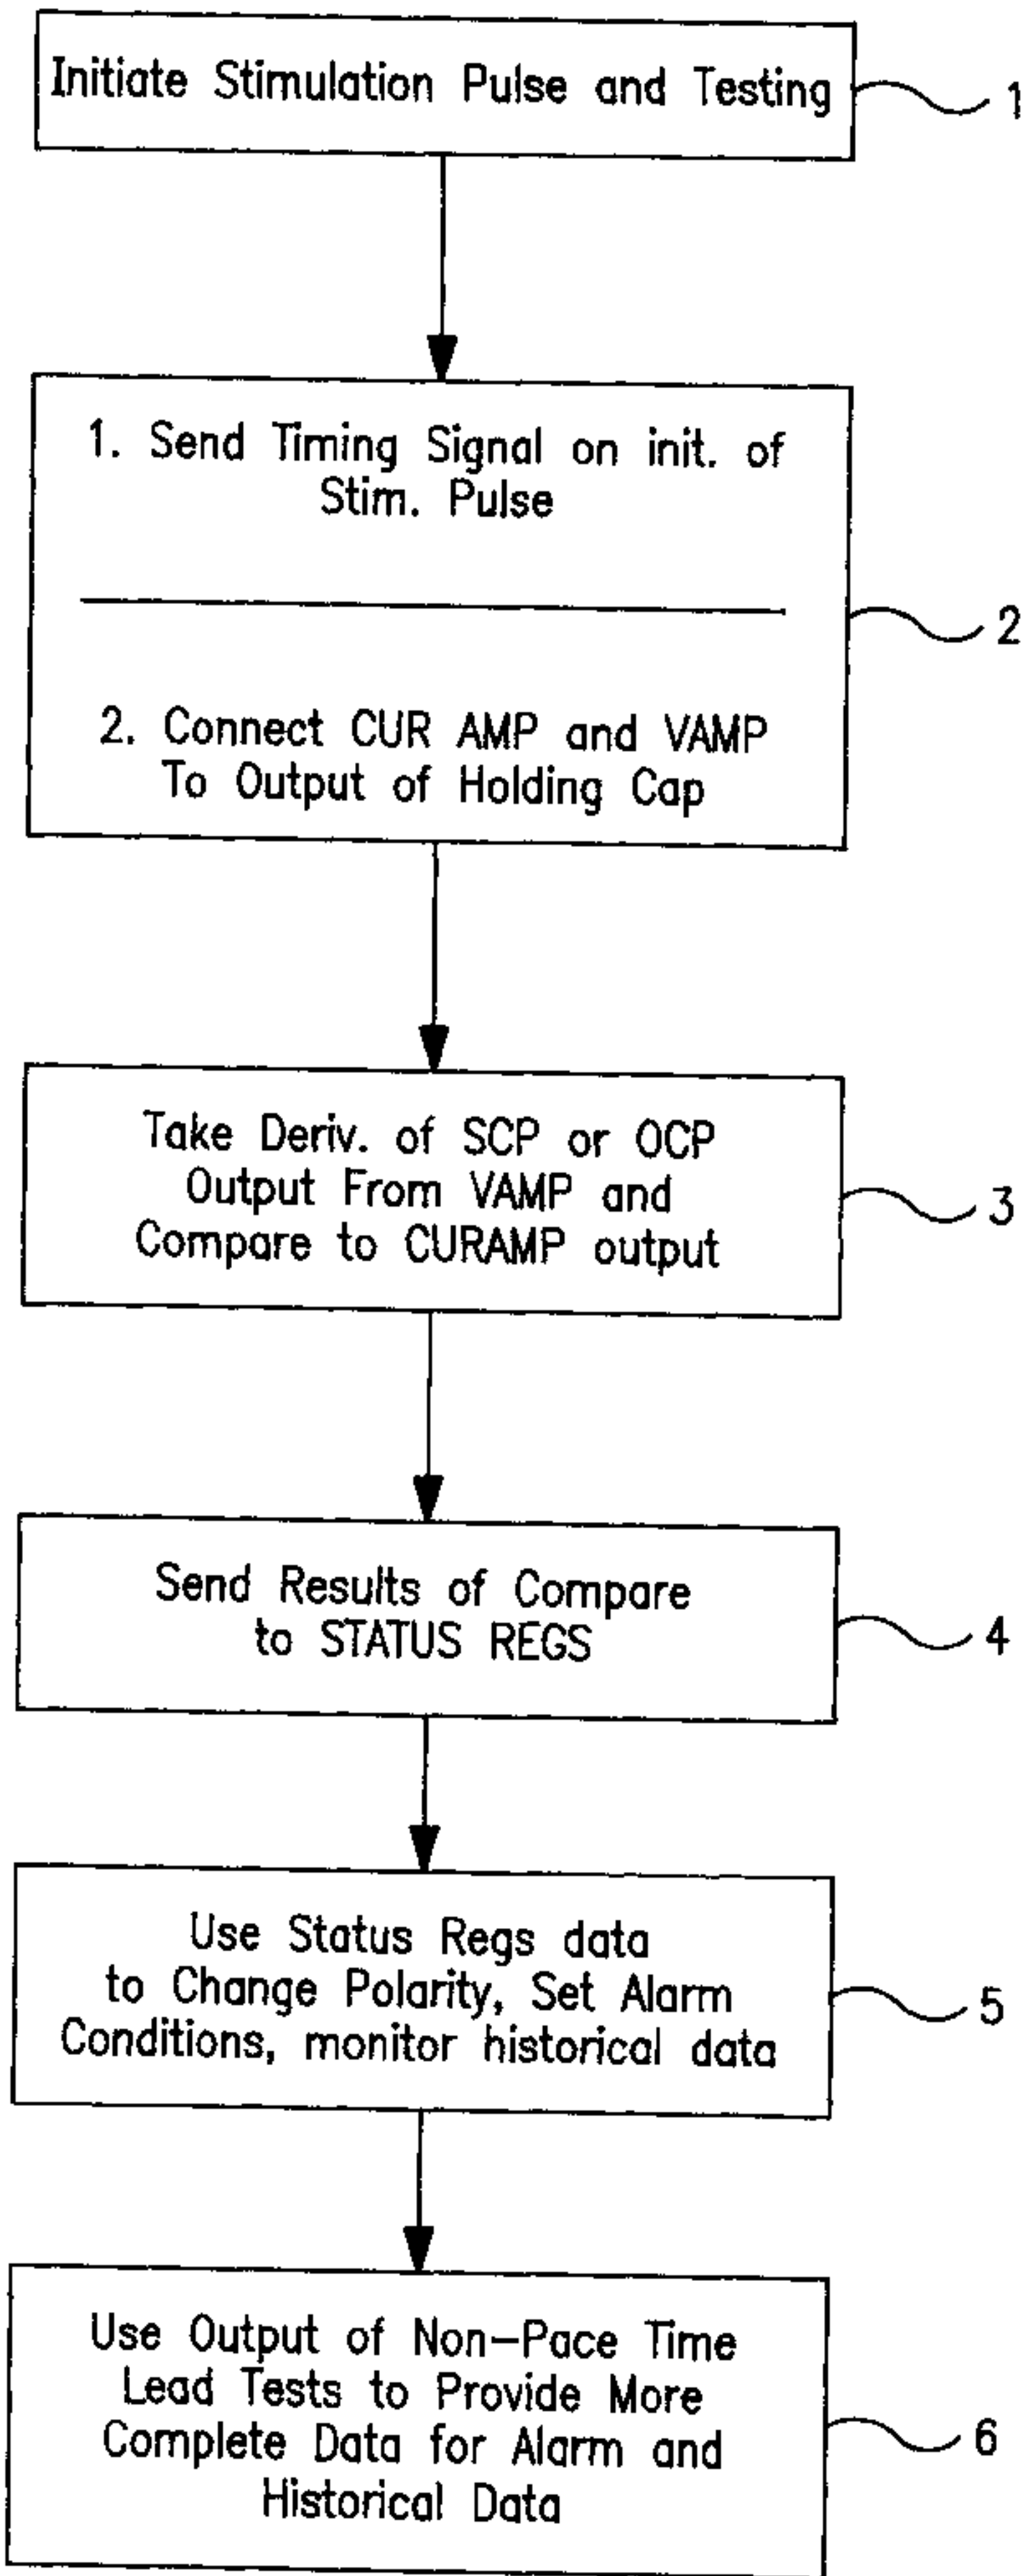 Initiate Stimulation Pulse and Testing
1
1. Send Timing Signal on init. of
Stim. Pulse
2
2. Connect CUR AMP and VAMP
To Output of Holding Cap
Take Deriv. of SCP or OCP
Output From VAMP and
Compare to CURAMP output
3
Send Results of Compare
to STATUS REGS
4
Use Status Regs data
to Change Polarity, Set Alarm
Conditions, monitor historical data
5
Use Output of Non-Pace Time
Lead Tests to Provide More
Complete Data for Alarm and
Historical Data
6